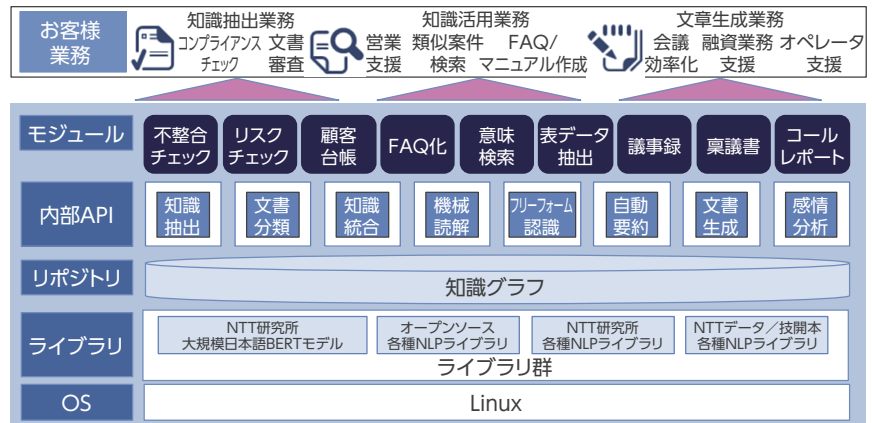 お客様
業務
知識抽出業務
コンプライアンス
チェック
文書
審査
知識活用業務
営業
支援
類似案件
検索
FAQ/
マニュアル作成
文章生成業務
会議
効率化
融資業務
支援
オペレータ
支援
モジュール
不整合
チェック
リスク
チェック
顧客
台帳
FAQ化
意味
検索
表データ
抽出
議事録
稟議書
コール
レポート
内部API
知識
抽出
文書
分類
知識
統合
機械
読解
フリーフォーム
認識
自動
要約
文書
生成
感情
分析
リポジトリ
知識グラフ
ライブラリ
NTT研究所
大規模日本語BERTモデル
オープンソース
各種NLPライブラリ
NTT研究所
各種NLPライブラリ
NTTデータ/技開本
各種NLPライブラリ
ライブラリ群
OS
Linux